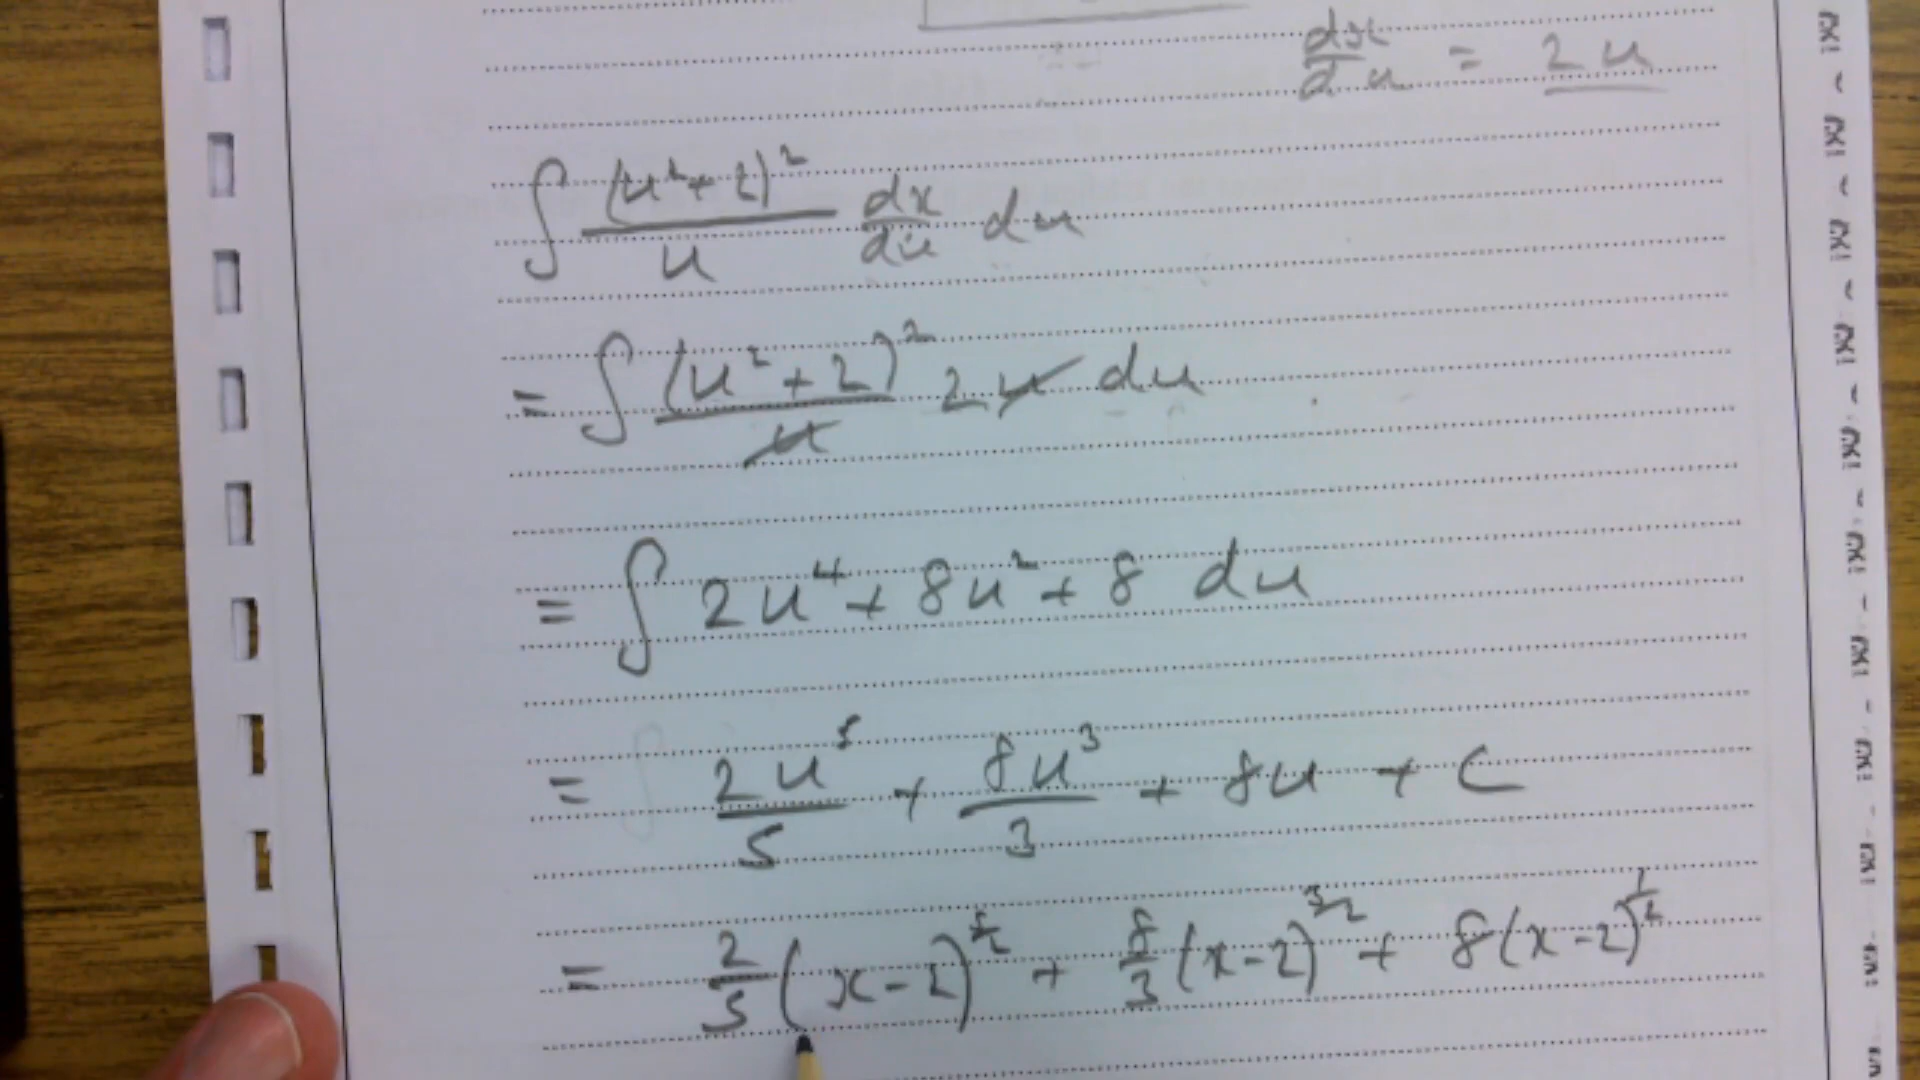 dx/du = 2u
∫ (u²+2)²/u dx/du du
= ∫ (u²+2)²/u 2u du
= ∫ 2u⁴ + 8u² + 8 du
= 2u⁵/5 + 8u³/3 + 8u + C
= 2/5 (x-2)^5/2 + 8/3 (x-2)^3/2 + 8(x-2)^1/2